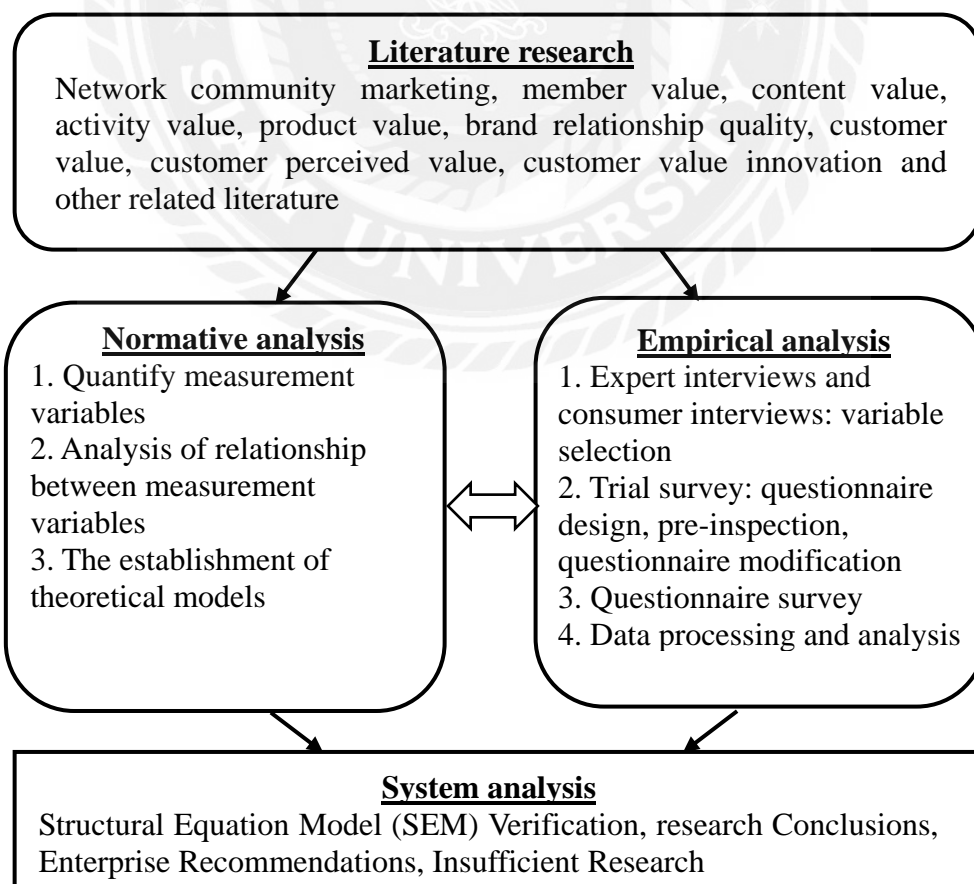 Literature research
Network community marketing, member value, content value,
activity value, product value, brand relationship quality, customer
value, customer perceived value, customer value innovation and
other related literature
Normative analysis
1. Quantify measurement
variables
2. Analysis of relationship
between measurement
variables
3. The establishment of
theoretical models
Empirical analysis
1. Expert interviews and
consumer interviews: variable
selection
2. Trial survey: questionnaire
design, pre-inspection,
questionnaire modification
3. Questionnaire survey
4. Data processing and analysis
System analysis
Structural Equation Model (SEM) Verification, research Conclusions,
Enterprise Recommendations, Insufficient Research
SIAM UNIVERSITY